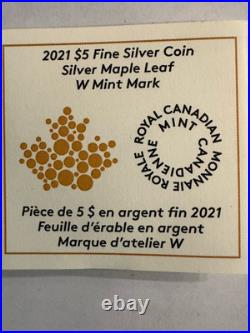 2021 $5 Fine Silver Coin
Silver Maple Leaf
W Mint Mark
ROYAL CANADIAN MINT
MONNAIE ROYALE CANADIENNE
Pièce de 5 $ en argent fin 2021
Feuille d’érable en argent
Marque d’atelier W